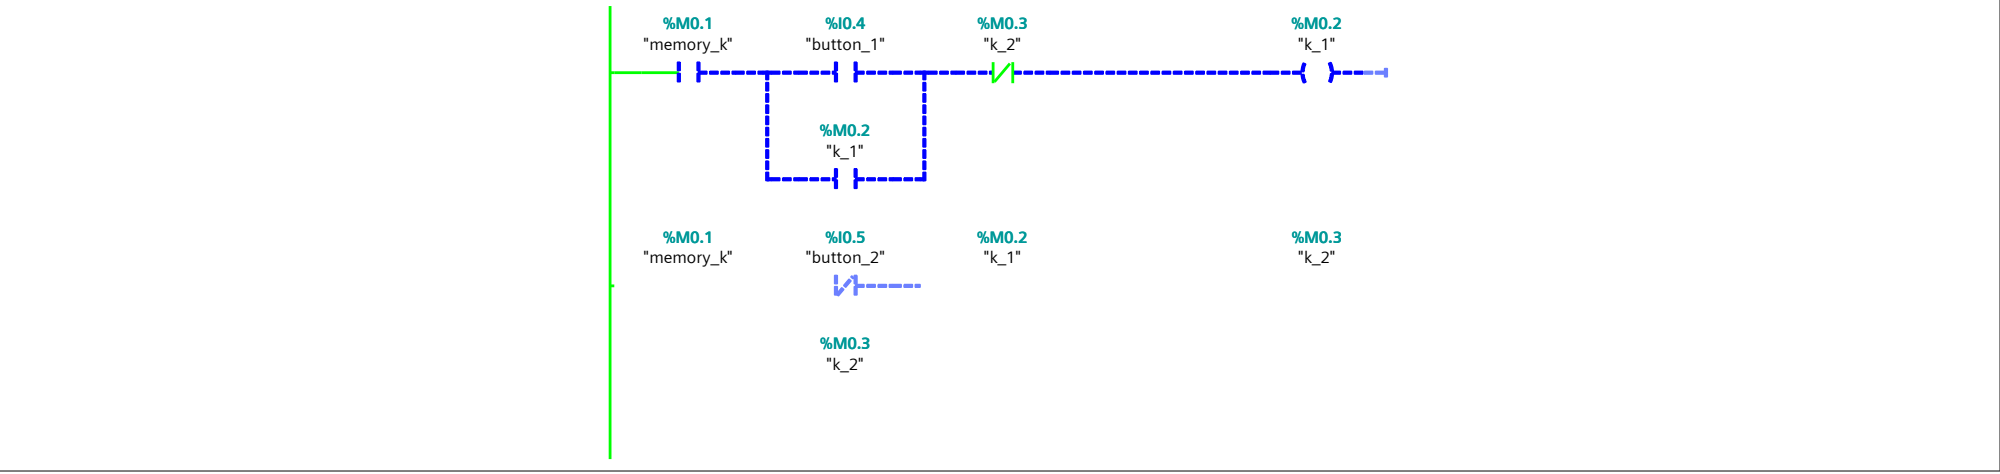 %M0.1 %I0.4 %M0.3 %M0.2
"memory_k" "button_1" "k_2" "k_1"
%M0.2
"k_1"
%M0.1 %I0.5 %M0.2 %M0.3
"memory_k" "button_2" "k_1" "k_2"
%M0.3
"k_2"